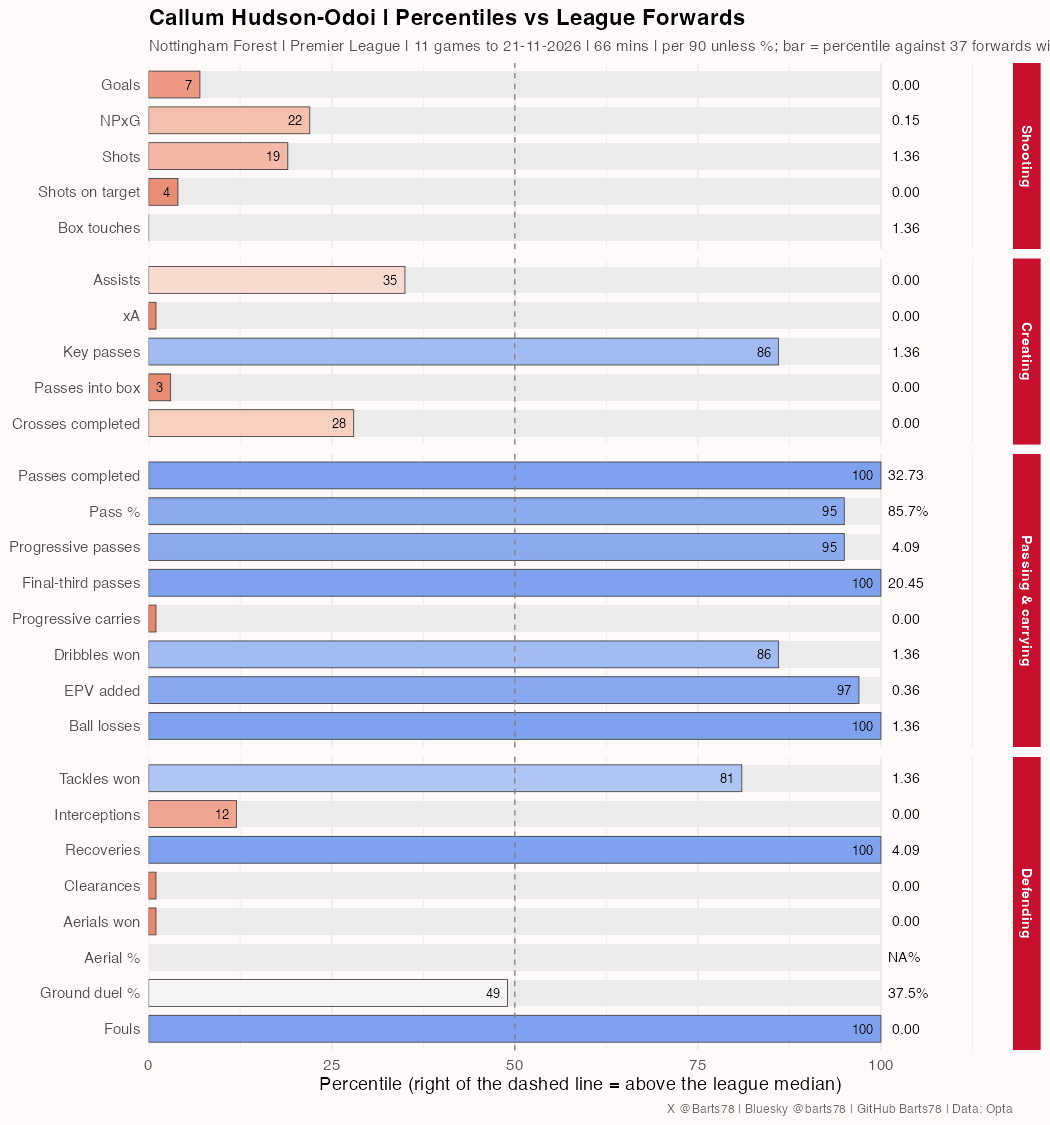 Callum Hudson-Odoi | Percentiles vs League Forwards
Nottingham Forest | Premier League | 11 games to 21-11-2026 | 66 mins | per 90 unless %; bar = percentile against 37 forwards wi
Goals 7 0.00
NPxG 22 0.15
Shots 19 1.36
Shots on target 4 0.00
Box touches 1.36
Shooting
Assists 35 0.00
xA 0.00
Key passes 86 1.36
Passes into box 3 0.00
Crosses completed 28 0.00
Creating
Passes completed 100 32.73
Pass % 95 85.7%
Progressive passes 95 4.09
Final-third passes 100 20.45
Progressive carries 0.00
Dribbles won 86 1.36
EPV added 97 0.36
Ball losses 100 1.36
Passing & carrying
Tackles won 81 1.36
Interceptions 12 0.00
Recoveries 100 4.09
Clearances 0.00
Aerials won 0.00
Aerial % NA%
Ground duel % 49 37.5%
Fouls 100 0.00
Defending
0 25 50 75 100
Percentile (right of the dashed line = above the league median)
X @Barts78 | Bluesky @barts78 | GitHub Barts78 | Data: Opta